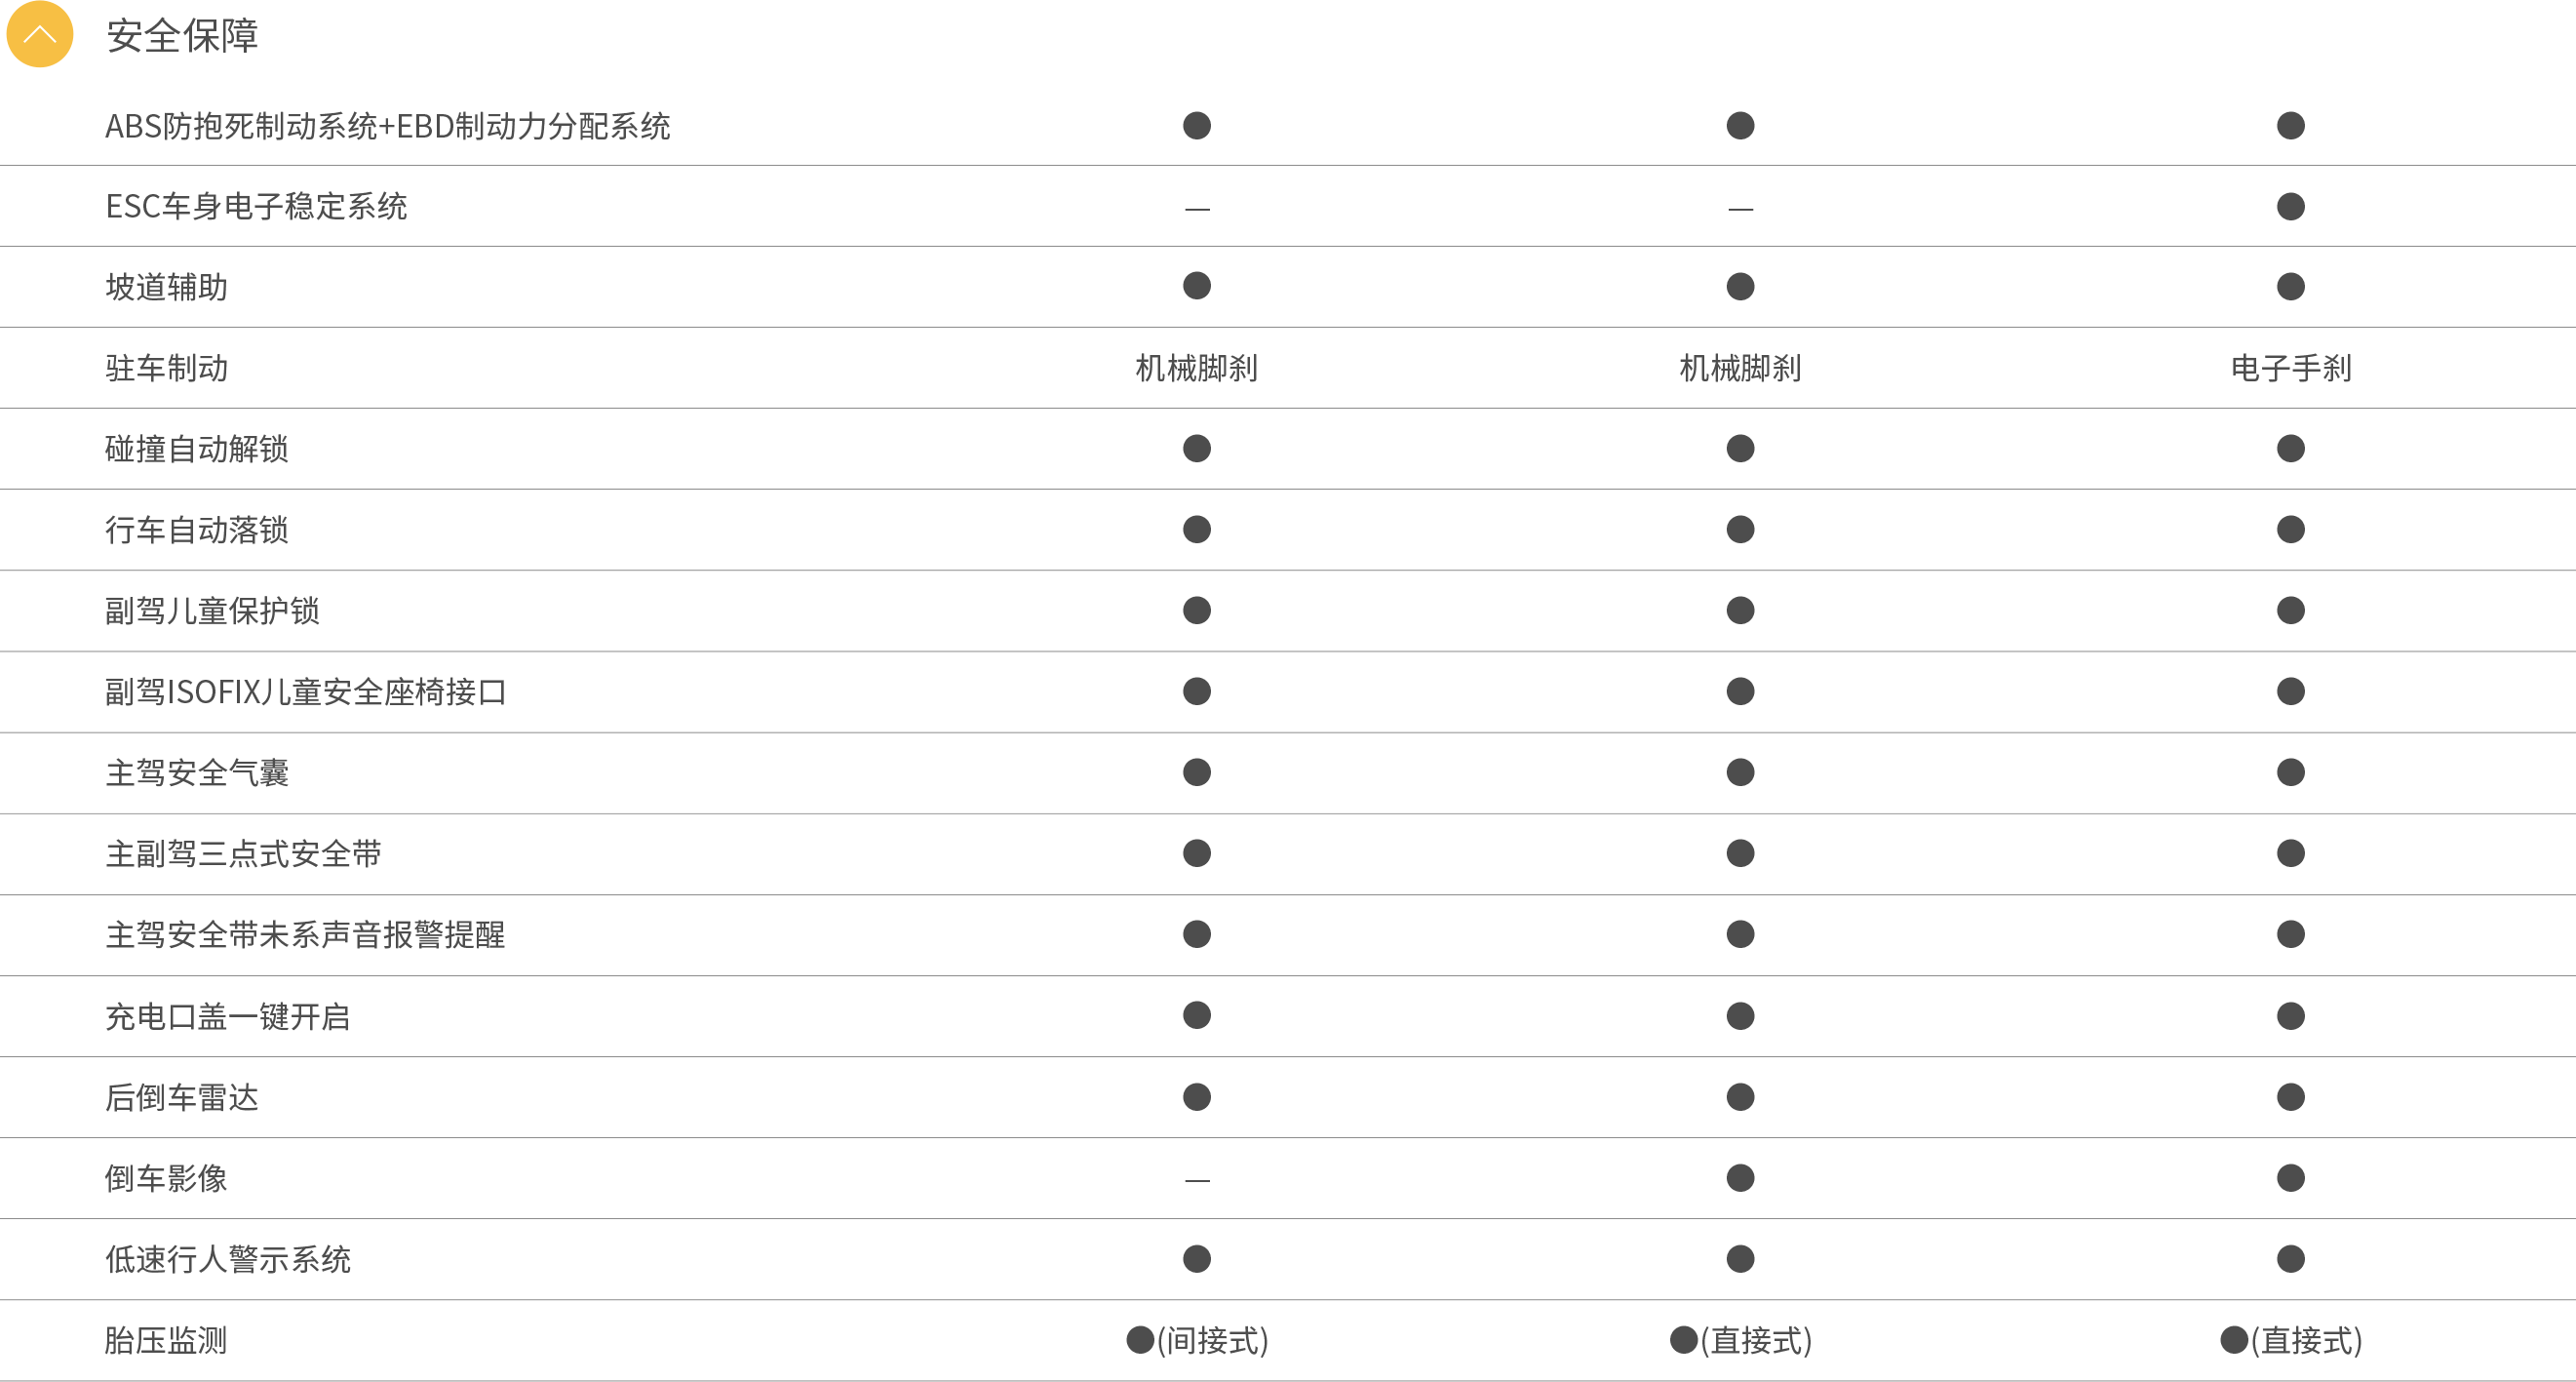 安全保障
ABS防抱死制动系统+EBD制动力分配系统 ● ● ●
ESC车身电子稳定系统 — — ●
坡道辅助 ● ● ●
驻车制动 机械脚刹 机械脚刹 电子手刹
碰撞自动解锁 ● ● ●
行车自动落锁 ● ● ●
副驾儿童保护锁 ● ● ●
副驾ISOFIX儿童安全座椅接口 ● ● ●
主驾安全气囊 ● ● ●
主副驾三点式安全带 ● ● ●
主驾安全带未系声音报警提醒 ● ● ●
充电口盖一键开启 ● ● ●
后倒车雷达 ● ● ●
倒车影像 — ● ●
低速行人警示系统 ● ● ●
胎压监测 ●(间接式) ●(直接式) ●(直接式)